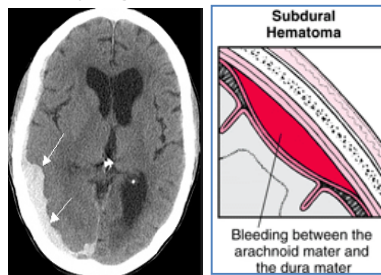 Subdural
Hematoma
Bleeding between the
arachnoid mater and
the dura mater